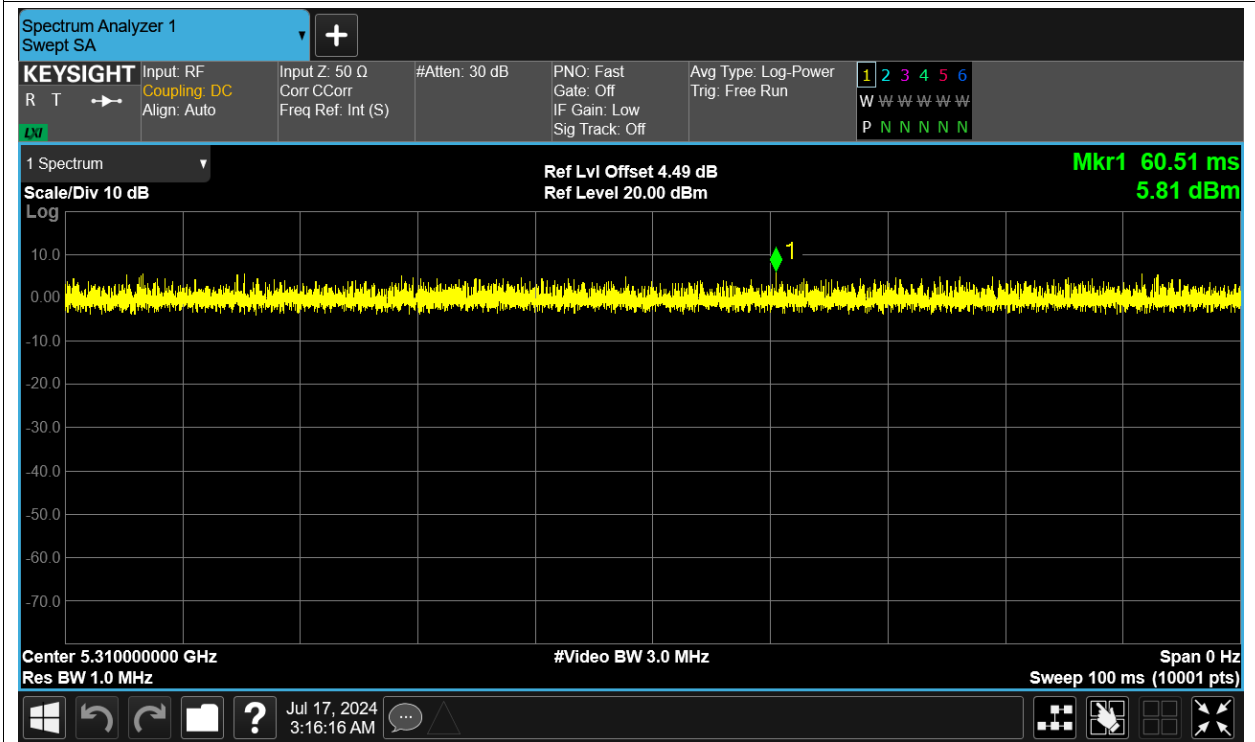 Spectrum Analyzer 1
Swept SA
+
KEYSIGHT
R T
LXI
Input: RF
Coupling: DC
Align: Auto
Input Z: 50 Ω
Corr CCorr
Freq Ref: Int (S)
#Atten: 30 dB
PNO: Fast
Gate: Off
IF Gain: Low
Sig Track: Off
Avg Type: Log-Power
Trig: Free Run
1 2 3 4 5 6
W W W W W W
P N N N N N
1 Spectrum
Scale/Div 10 dB
Log
Ref Lvl Offset 4.49 dB
Ref Level 20.00 dBm
Mkr1 60.51 ms
5.81 dBm
1
10.0
0.00
-10.0
-20.0
-30.0
-40.0
-50.0
-60.0
-70.0
Center 5.310000000 GHz
Res BW 1.0 MHz
#Video BW 3.0 MHz
Span 0 Hz
Sweep 100 ms (10001 pts)
?
Jul 17, 2024
3:16:16 AM